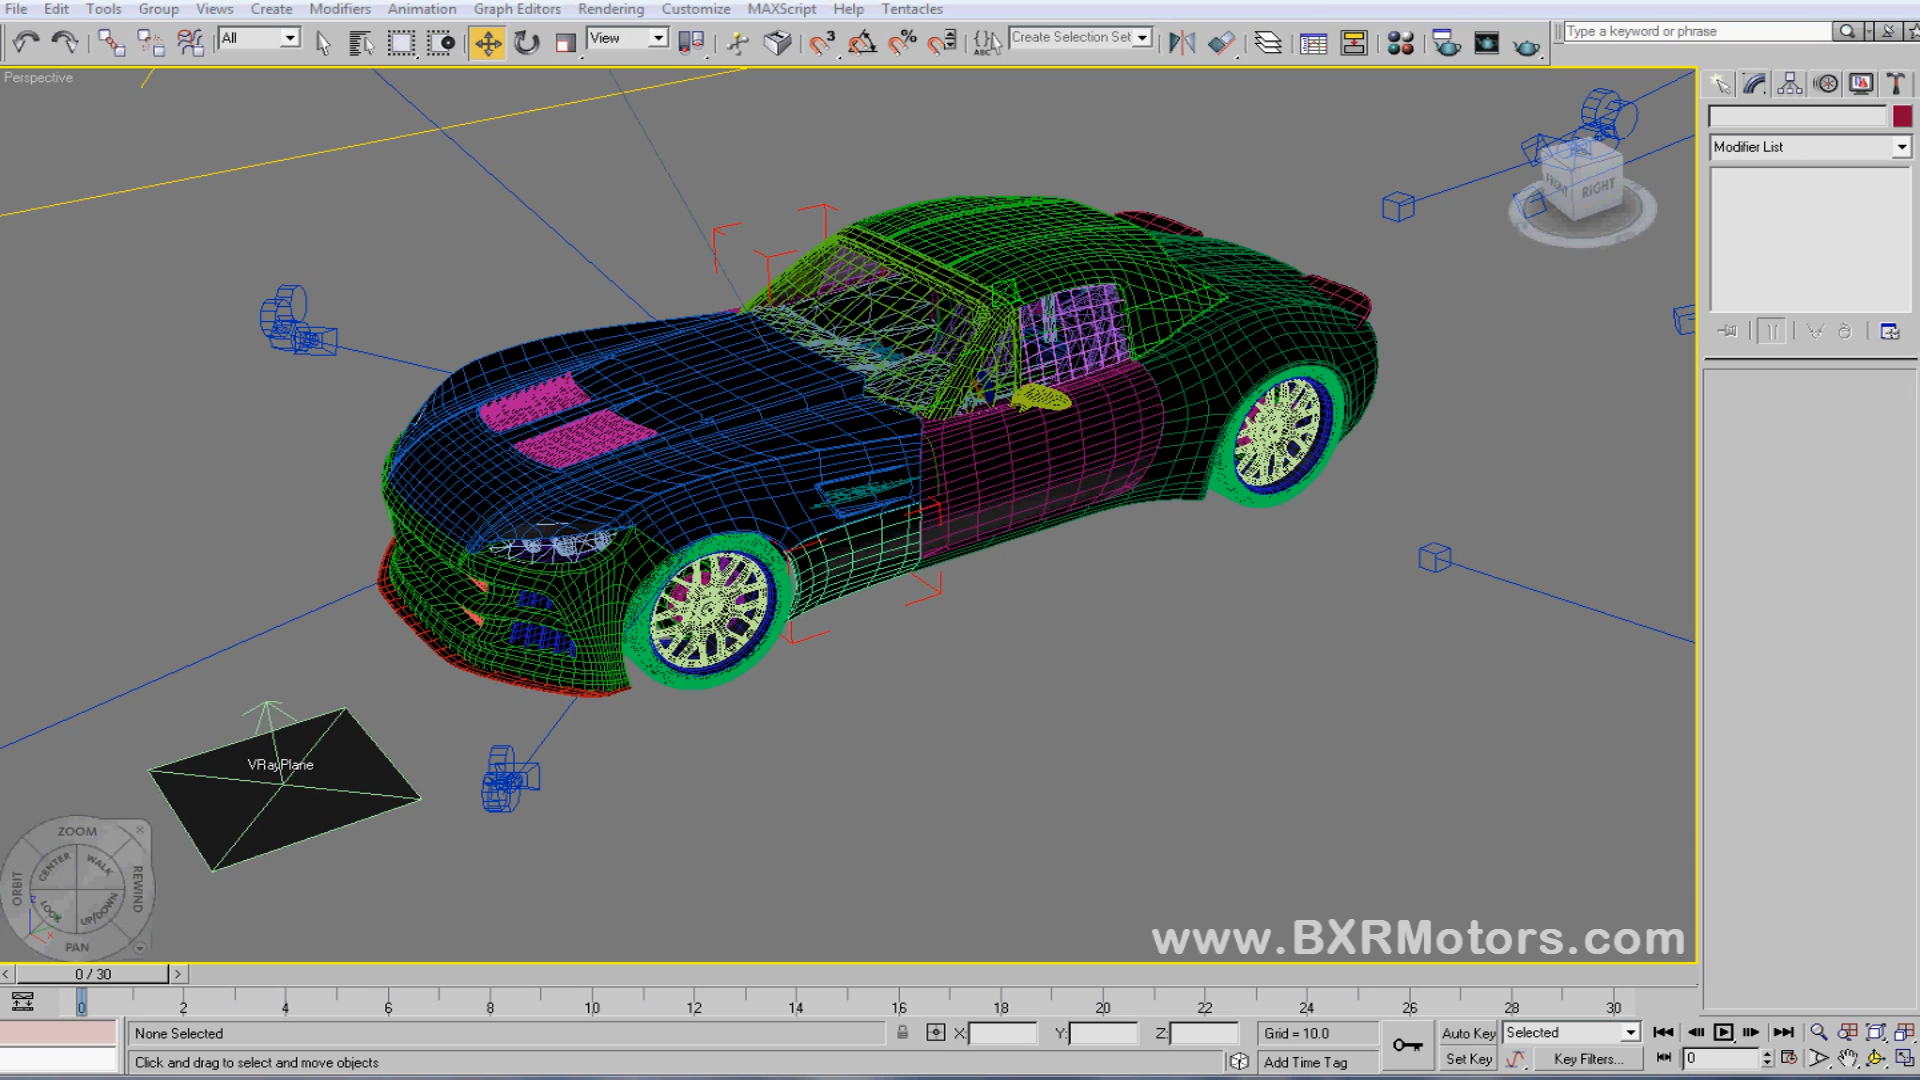 File Edit Tools Group Views Create Modifiers Animation Graph Editors Rendering Customize MAXScript Help Tentacles
All
View
Create Selection Set
Type a keyword or phrase
Perspective
Modifier List
FRONT RIGHT
VRayPlane
ZOOM
CENTER WALK
ORBIT REWIND
LOOK UP/DOWN
PAN
z
x
www.BXRMotors.com
0 / 30
0 2 4 6 8 10 12 14 16 18 20 22 24 26 28 30
None Selected
X: Y: Z:
Grid = 10.0
Auto Key
Selected
Click and drag to select and move objects
Add Time Tag
Set Key
Key Filters...
0